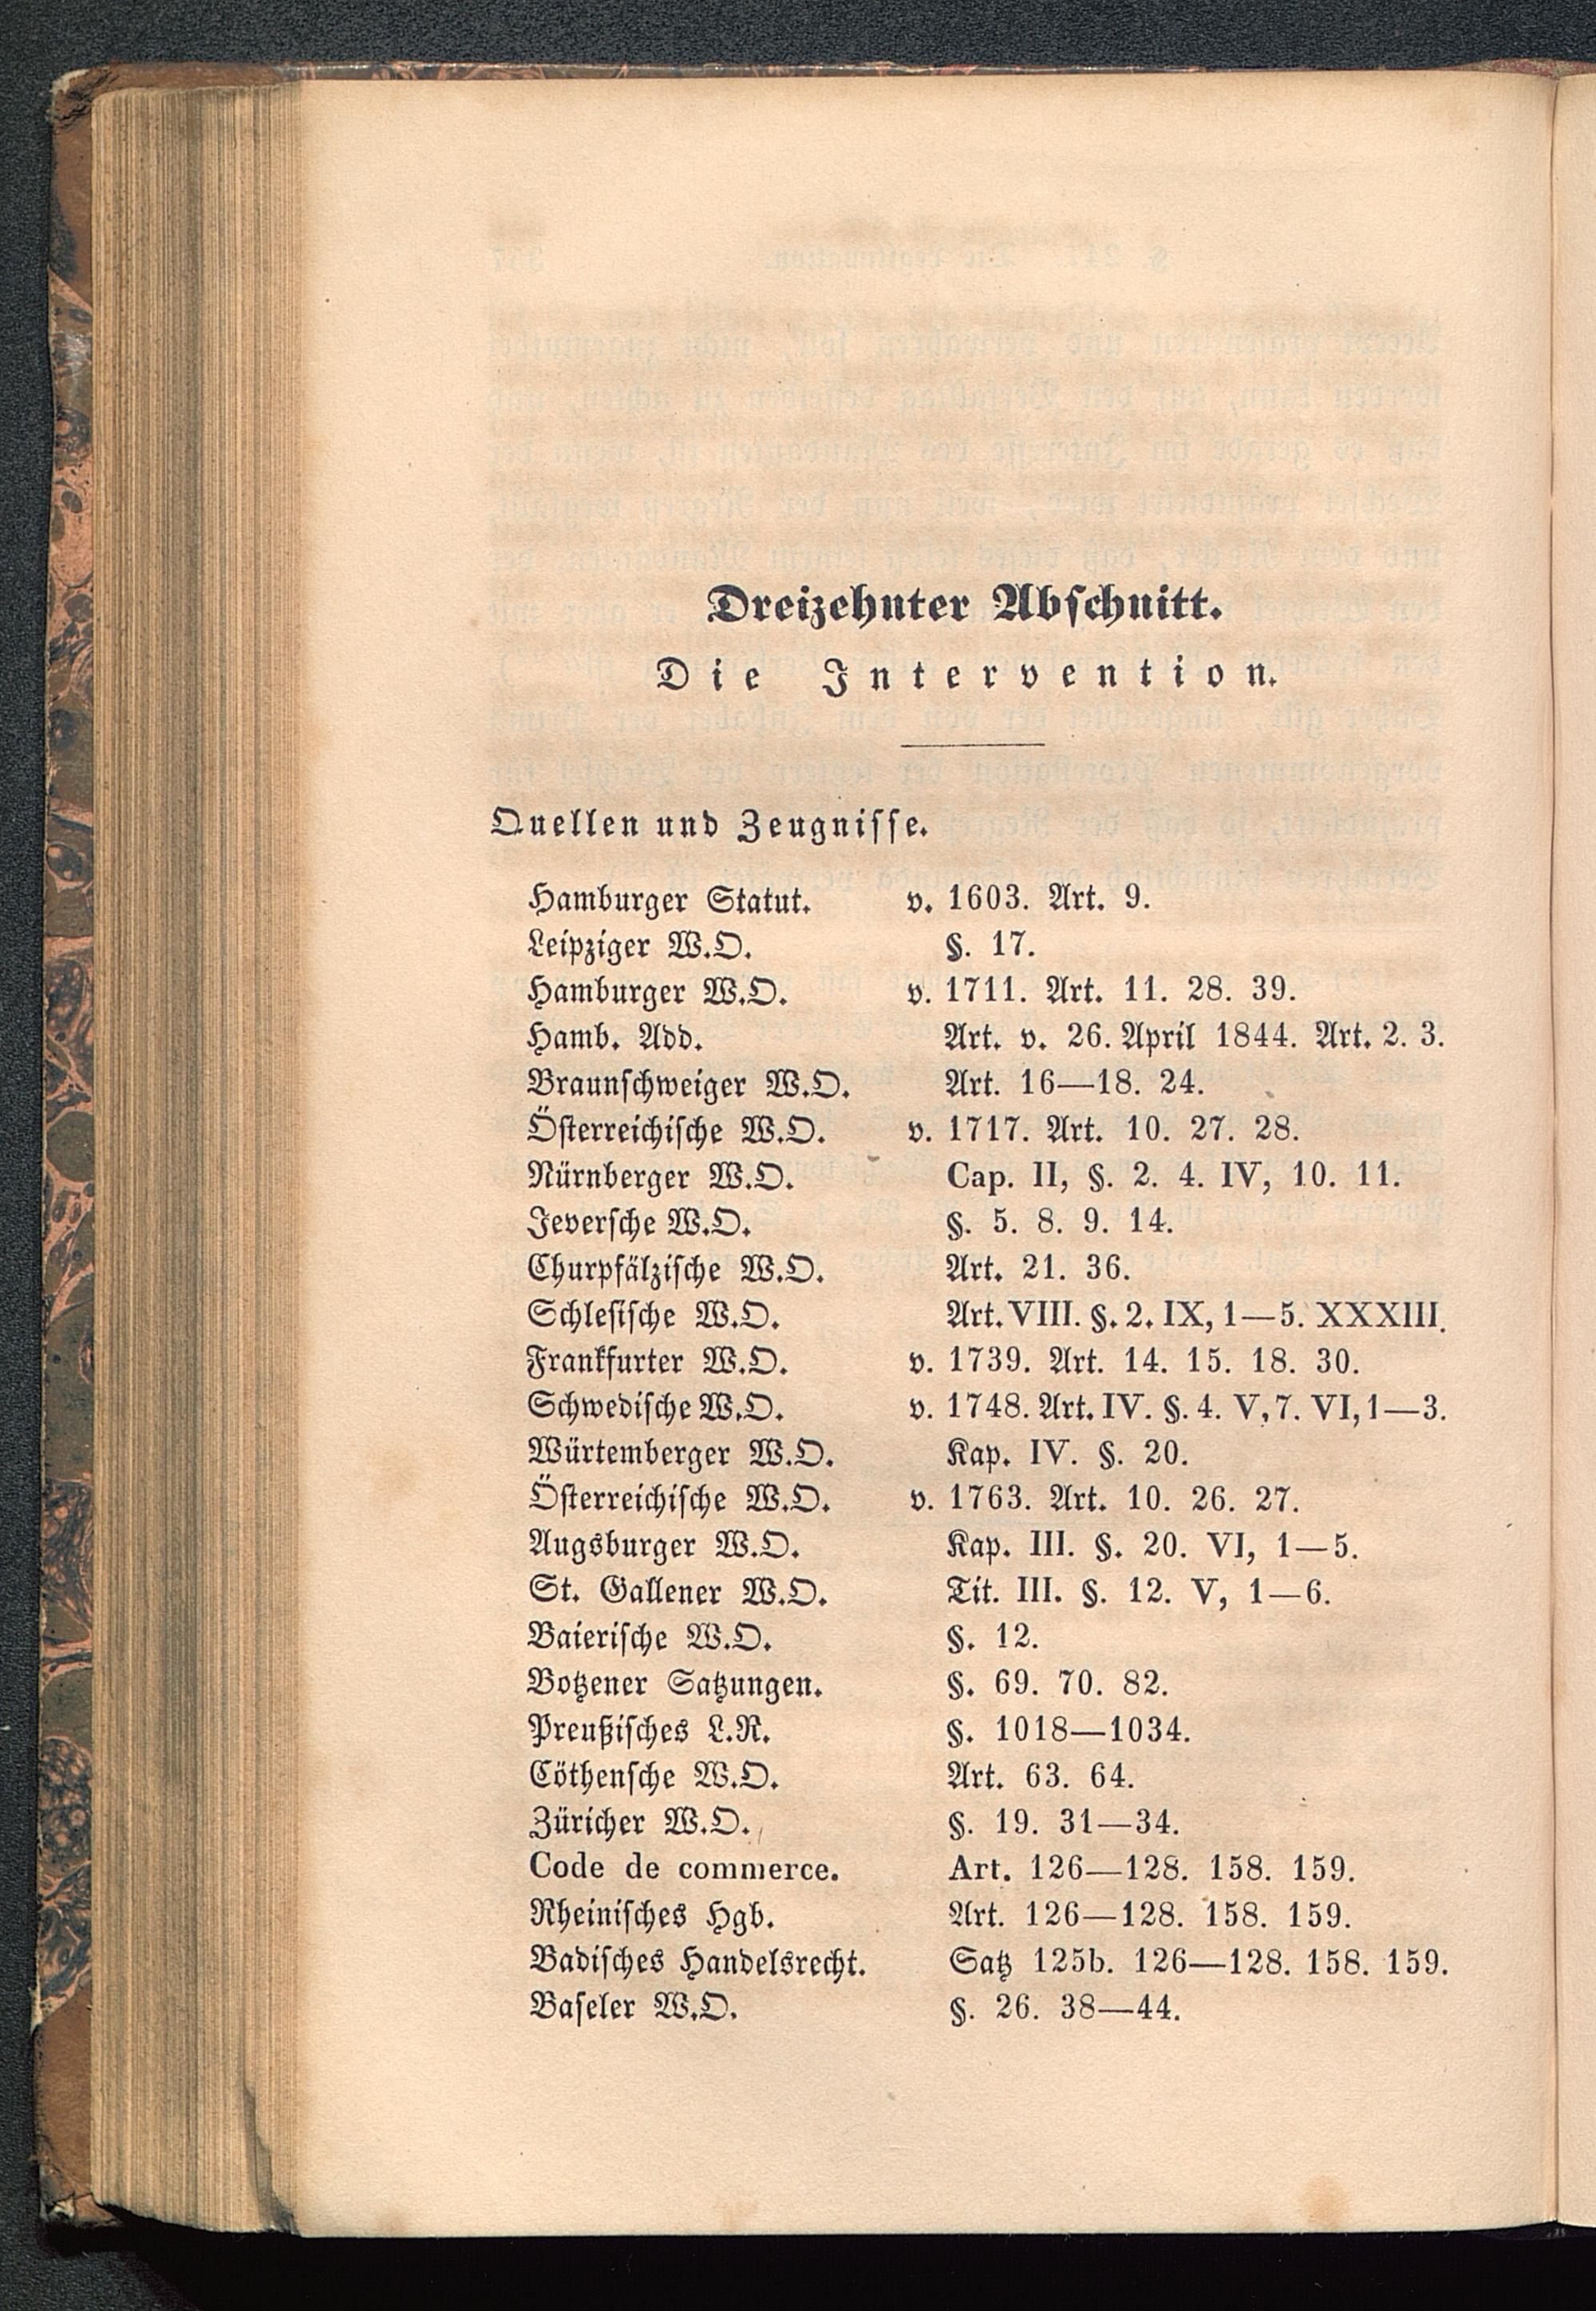 Dreizehnter Abschnitt.
Die Intervention.
Quellen und Zeugnisse.
Hamburger Statut. v. 1603. Art. 9.
Leipziger W.O. §. 17.
Hamburger W.O. v. 1711. Art. 11. 28. 39.
Hamb. Add. Art. v. 26. April 1844. Art. 2. 3.
Braunschweiger W.O. Art. 16—18. 24.
Österreichische W.O. v. 1717. Art. 10. 27. 28.
Nürnberger W.O. Cap. II, §. 2. 4. IV, 10. 11.
Jeversche W.O. §. 5. 8. 9. 14.
Churpfälzische W.O. Art. 21. 36.
Schlesische W.O. Art. VIII. §. 2. IX, 1—5. XXXIII.
Frankfurter W.O. v. 1739. Art. 14. 15. 18. 30.
Schwedische W.O. v. 1748. Art. IV. §. 4. V, 7. VI, 1—3.
Würtemberger W.O. Kap. IV. §. 20.
Österreichische W.O. v. 1763. Art. 10. 26. 27.
Augsburger W.O. Kap. III. §. 20. VI, 1—5.
St. Gallener W.O. Tit. III. §. 12. V, 1—6.
Baierische W.O. §. 12.
Botzener Satzungen. §. 69. 70. 82.
Preußisches L.R. §. 1018—1034.
Cöthensche W.O. Art. 63. 64.
Züricher W.O. §. 19. 31—34.
Code de commerce. Art. 126—128. 158. 159.
Rheinisches Hgb. Art. 126—128. 158. 159.
Badisches Handelsrecht. Satz 125b. 126—128. 158. 159.
Baseler W.O. §. 26. 38—44.